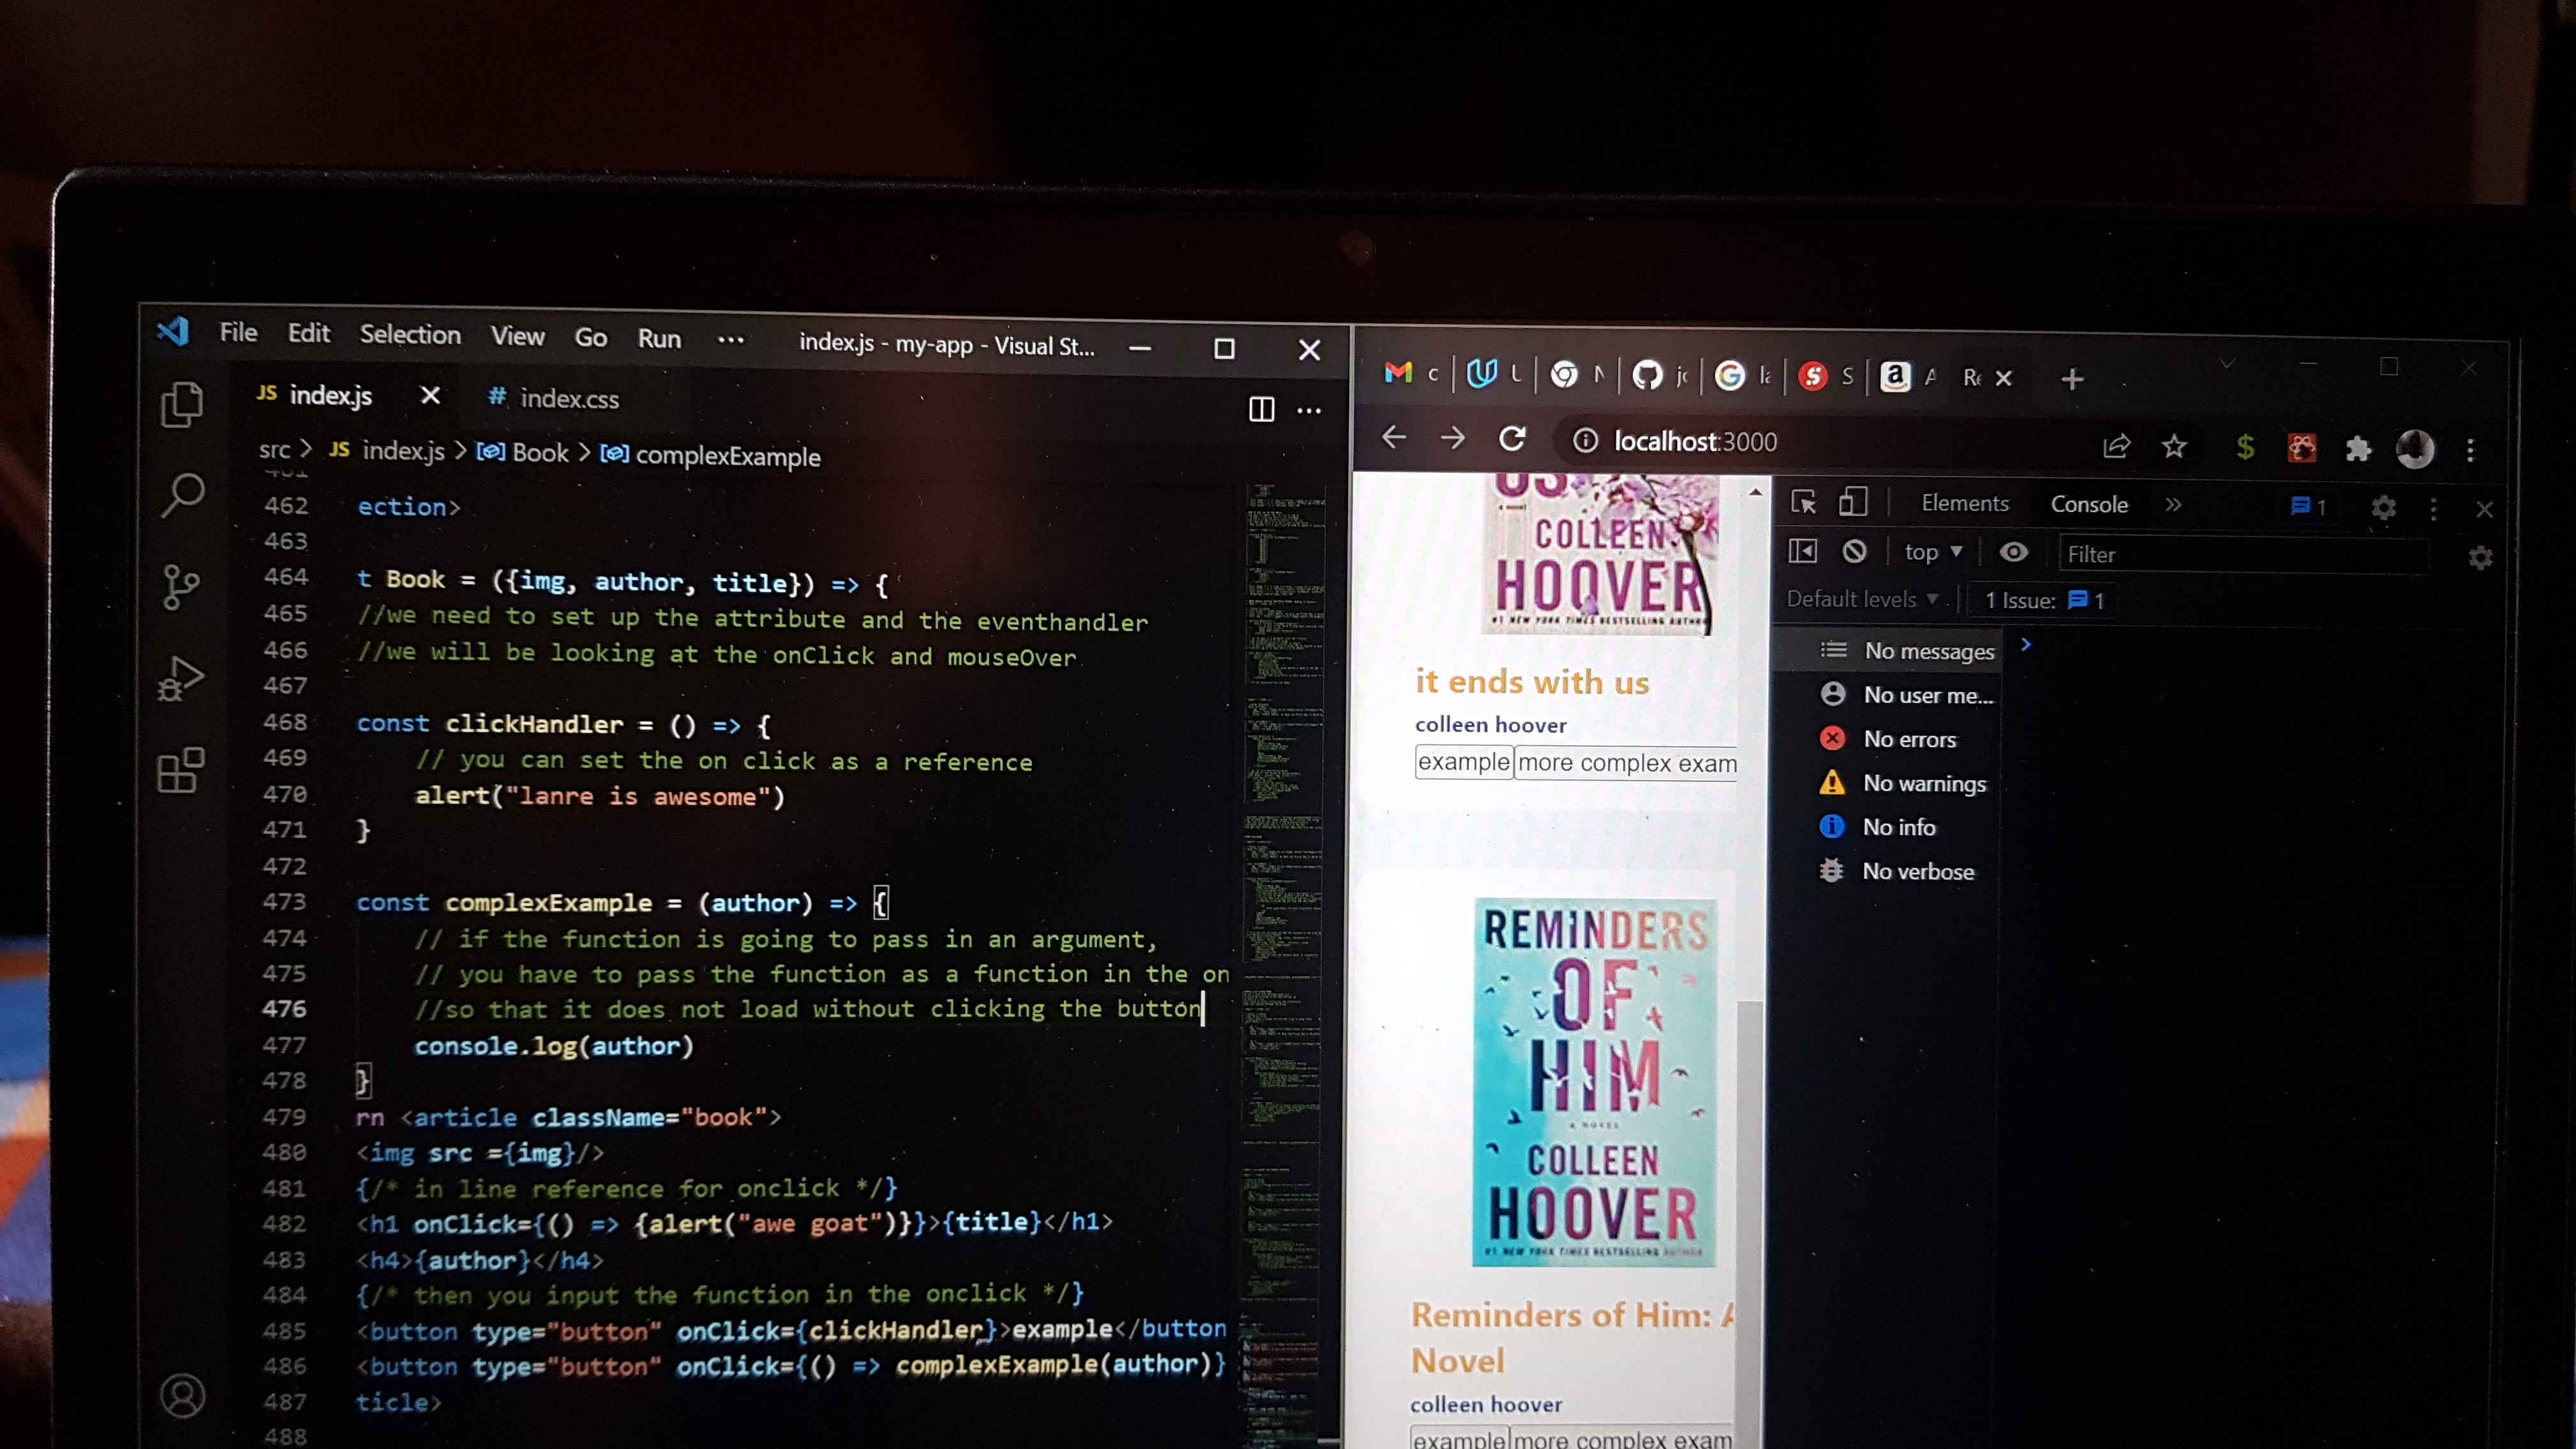 File Edit Selection View Go Run ... index.js - my-app - Visual St...
JS index.js # index.css
src > JS index.js > Book > complexExample
462 ection>
463
464 t Book = ({img, author, title}) => {
465 //we need to set up the attribute and the eventhandler
466 //we will be looking at the onClick and mouseOver
467
468 const clickHandler = () => {
469 // you can set the on click as a reference
470 alert("lanre is awesome")
471 }
472
473 const complexExample = (author) => {
474 // if the function is going to pass in an argument,
475 // you have to pass the function as a function in the on
476 //so that it does not load without clicking the button
477 console.log(author)
478 }
479 rn <article className="book">
480 <img src ={img}/>
481 {/* in line reference for onclick */}
482 <h1 onClick={() => {alert("awe goat")}}>{title}</h1>
483 <h4>{author}</h4>
484 {/* then you input the function in the onclick */}
485 <button type="button" onClick={clickHandler}>example</button
486 <button type="button" onClick={() => complexExample(author)}
487 ticle>
488
localhost:3000
US
a novel
COLLEEN
HOOVER
#1 NEW YORK TIMES BESTSELLING AUTHOR
it ends with us
colleen hoover
example more complex exam
REMINDERS
OF
HIM
A NOVEL
COLLEEN
HOOVER
#1 NEW YORK TIMES BESTSELLING AUTHOR
Reminders of Him: A
Novel
colleen hoover
example more complex exam
Elements Console » 1
top Filter
Default levels 1 Issue: 1
No messages
No user me...
No errors
No warnings
No info
No verbose